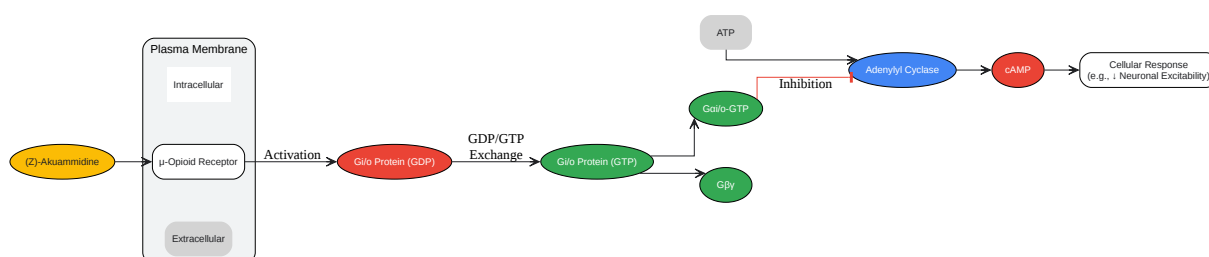 Plasma Membrane
Intracellular
(Z)-Akuammidine
μ-Opioid Receptor
Extracellular
Activation
Gi/o Protein (GDP)
GDP/GTP
Exchange
Gi/o Protein (GTP)
ATP
Gαi/o-GTP
Gβγ
Inhibition
Adenylyl Cyclase
cAMP
Cellular Response
(e.g., ↓ Neuronal Excitability)